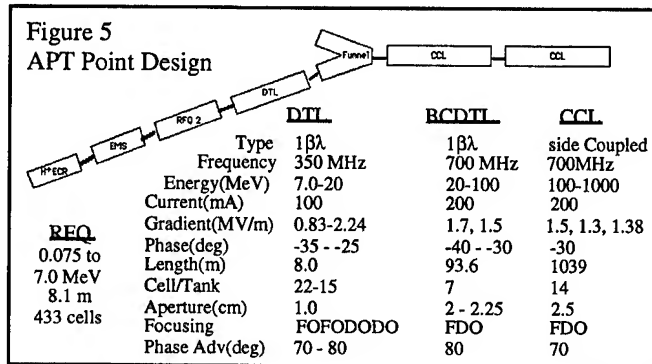 Figure 5
APT Point Design
H⁺ECR
EMS
RFQ 2
DTL
Funnel
CCL
CCL
DTL BCDTL CCL
Type 1βλ 1βλ side Coupled
Frequency 350 MHz 700 MHz 700MHz
Energy(MeV) 7.0-20 20-100 100-1000
Current(mA) 100 200 200
Gradient(MV/m) 0.83-2.24 1.7, 1.5 1.5, 1.3, 1.38
Phase(deg) -35 - -25 -40 - -30 -30
Length(m) 8.0 93.6 1039
Cell/Tank 22-15 7 14
Aperture(cm) 1.0 2 - 2.25 2.5
Focusing FOFODODO FDO FDO
Phase Adv(deg) 70 - 80 80 70
RFQ
0.075 to
7.0 MeV
8.1 m
433 cells